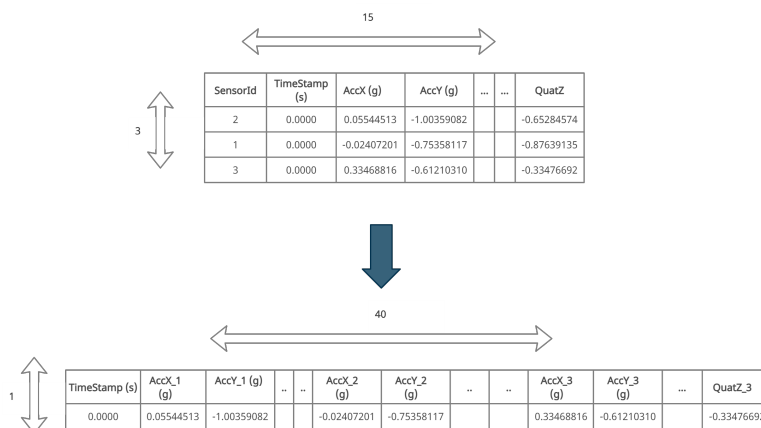 15
SensorId TimeStamp (s) AccX (g) AccY (g) ... ... QuatZ
3
2 0.0000 0.05544513 -1.00359082 -0.65284574
1 0.0000 -0.02407201 -0.75358117 -0.87639135
3 0.0000 0.33468816 -0.61210310 -0.33476692
40
1
TimeStamp (s) AccX_1 (g) AccY_1 (g) .. .. AccX_2 (g) AccY_2 (g) .. .. AccX_3 (g) AccY_3 (g) ... QuatZ_3
0.0000 0.05544513 -1.00359082 -0.02407201 -0.75358117 0.33468816 -0.61210310 -0.33476692